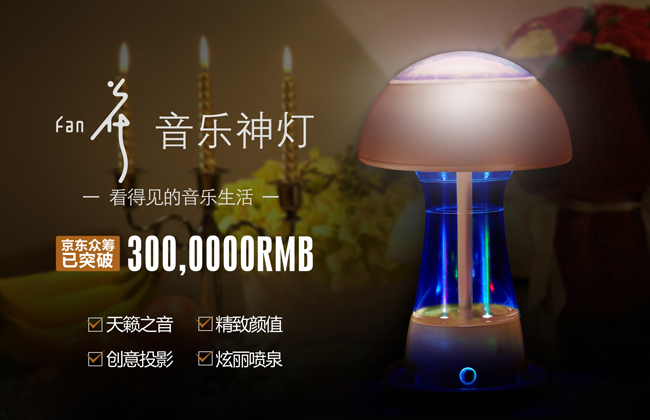 Fan
音乐神灯
看得见的音乐生活
京东众筹
已突破
300,0000RMB
天籁之音
精致颜值
创意投影
炫丽喷泉